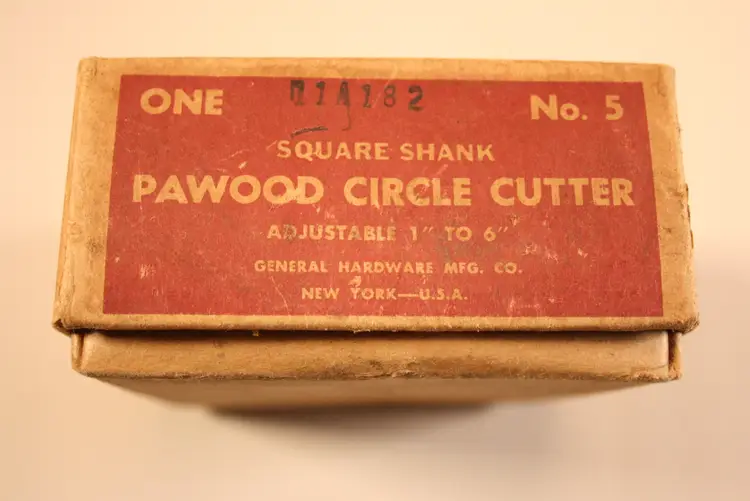 ONE No. 5
SQUARE SHANK
PAWOOD CIRCLE CUTTER
ADJUSTABLE 1" TO 6"
GENERAL HARDWARE MFG. CO.
NEW YORK—U.S.A.